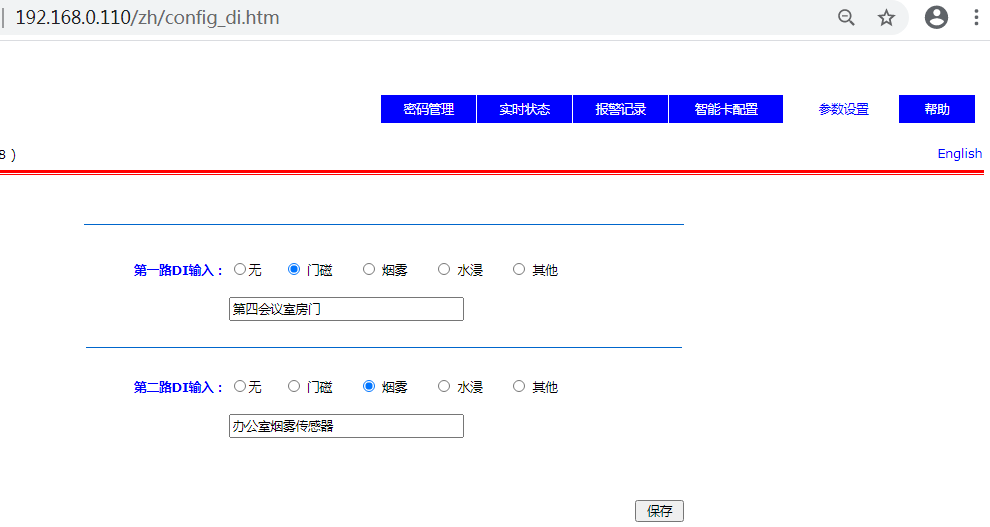 192.168.0.110/zh/config_di.htm
密码管理 实时状态 报警记录 智能卡配置 参数设置 帮助
8 ) English
第一路DI输入： 无 门磁 烟雾 水浸 其他
第四会议室房门
第二路DI输入： 无 门磁 烟雾 水浸 其他
办公室烟雾传感器
保存